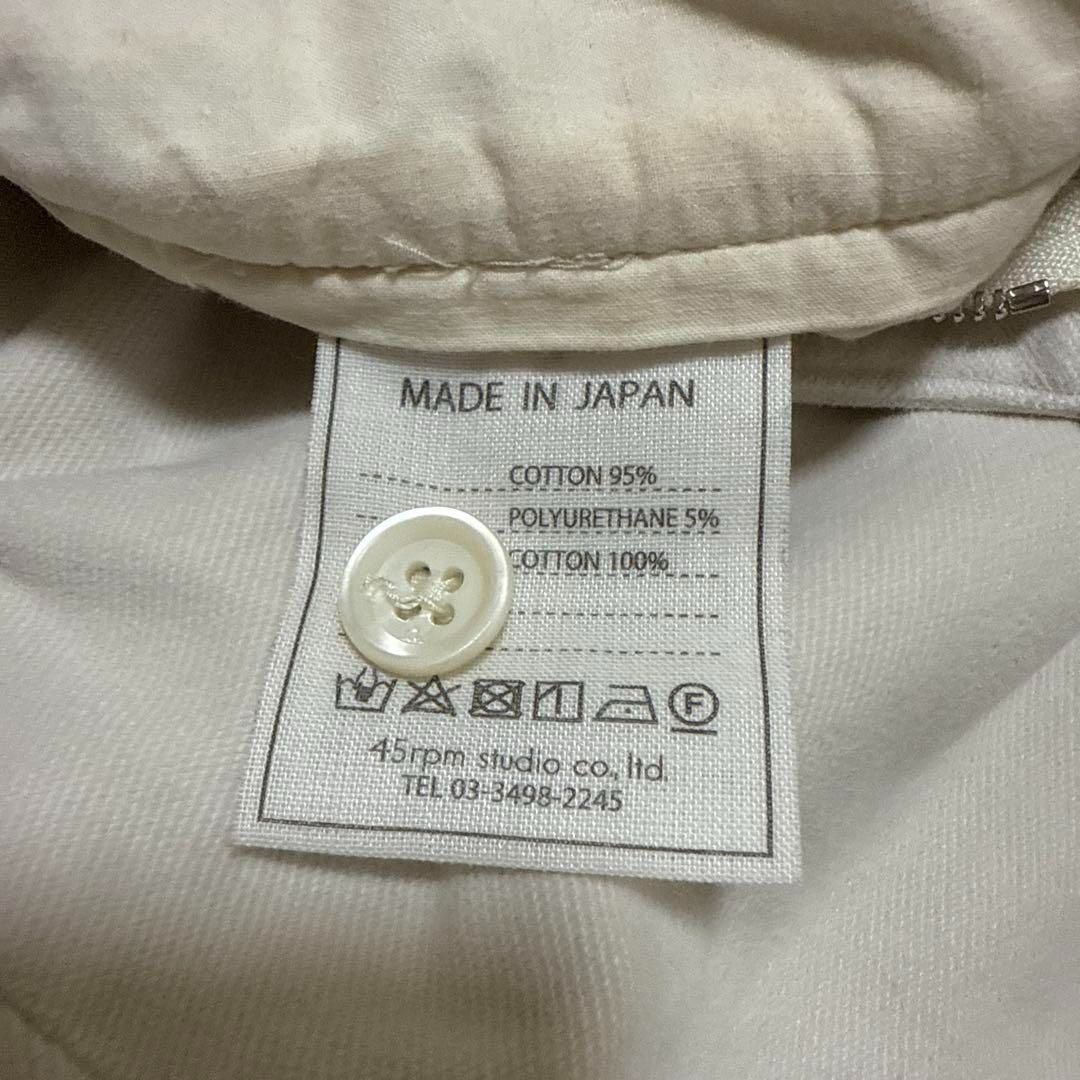 MADE IN JAPAN
COTTON 95%
POLYURETHANE 5%
COTTON 100%
F
45rpm studio co., ltd.
TEL 03-3498-2245